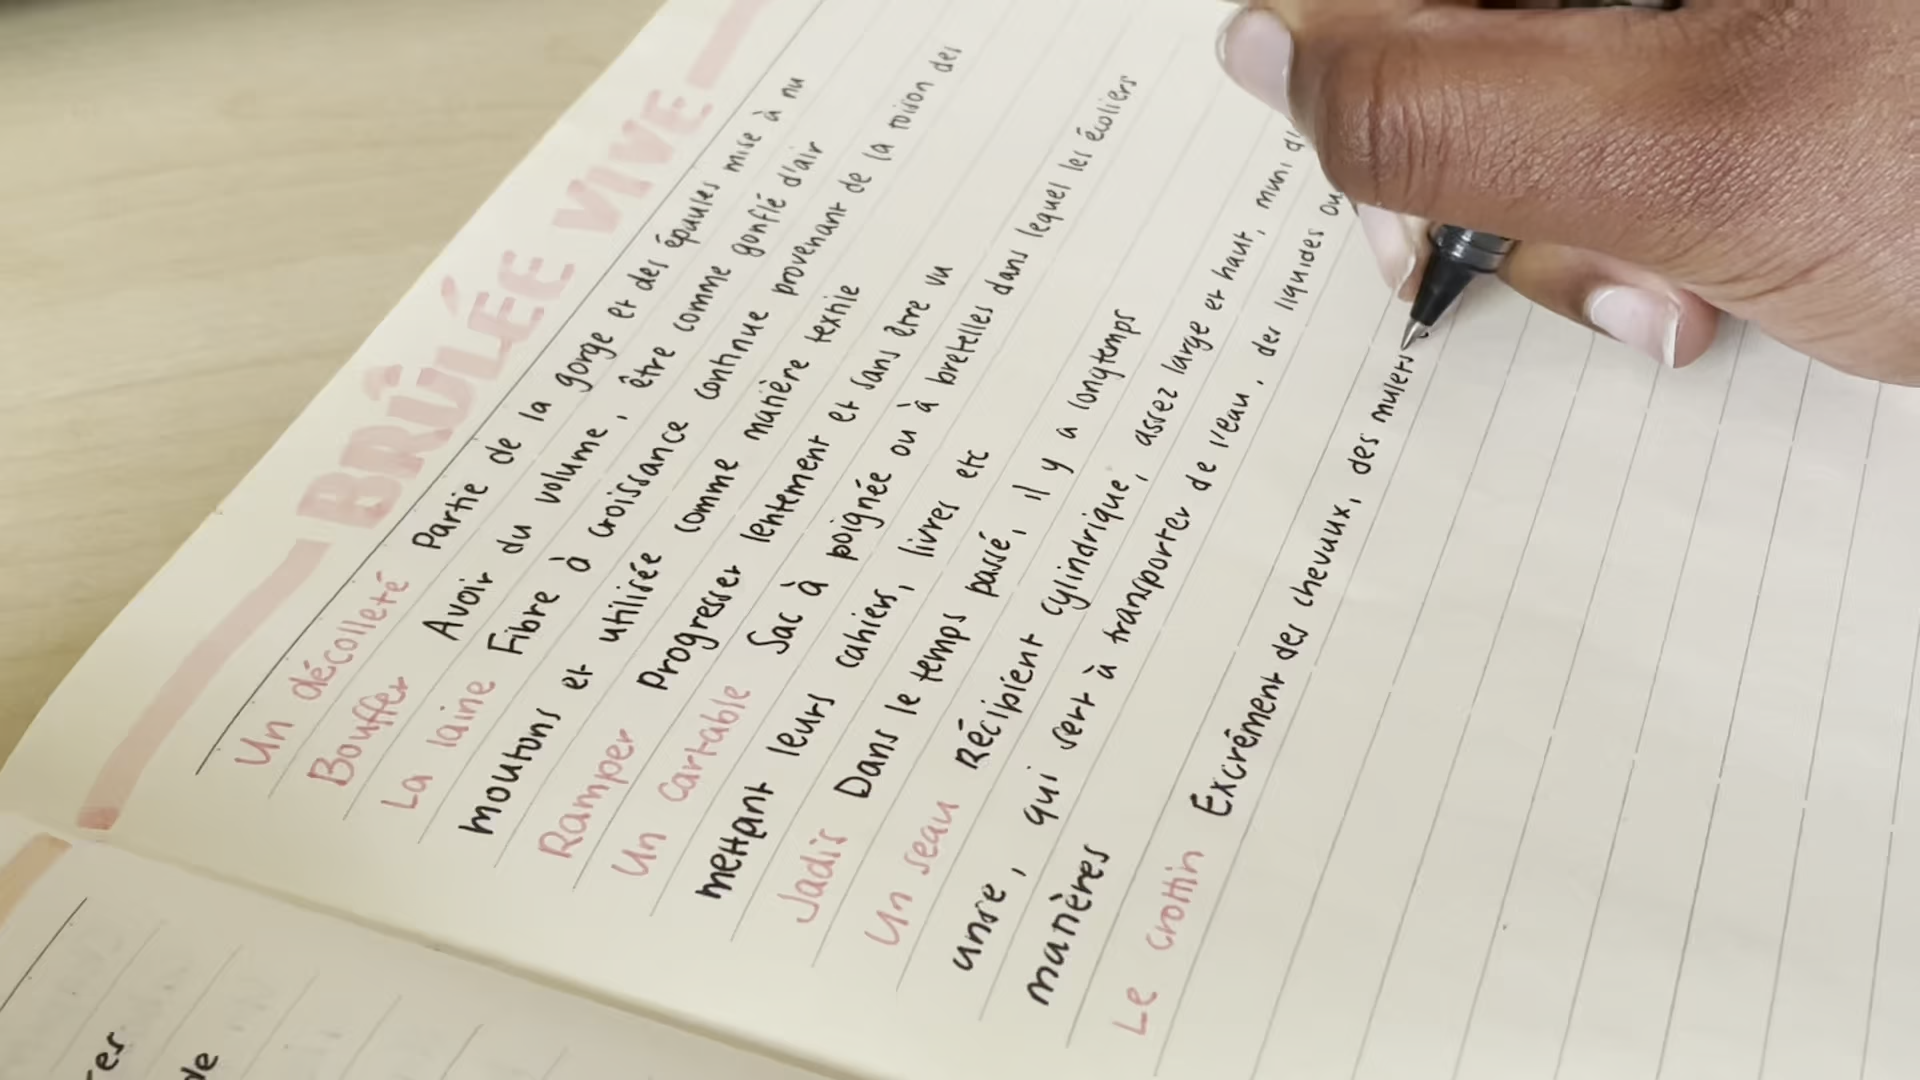 BRÛLÉE VIVE
Un décolleté Partie de la gorge et des épaules mise à nu
Bouffer Avoir du volume, être comme gonflé d'air
La laine Fibre à croissance continue provenant de la toison des
moutons et utilisée comme matière textile
Ramper Progresser lentement et sans être vu
Un cartable Sac à poignée ou à bretelles dans lequel les écoliers
mettant leurs cahiers, livres etc
Jadis Dans le temps passé, il y a longtemps
Un seau Récipient cylindrique, assez large et haut, muni
anse, qui sert à transporter de l'eau, des liquides ou
matières
Le crottin Excrément des chevaux, des mulets
de